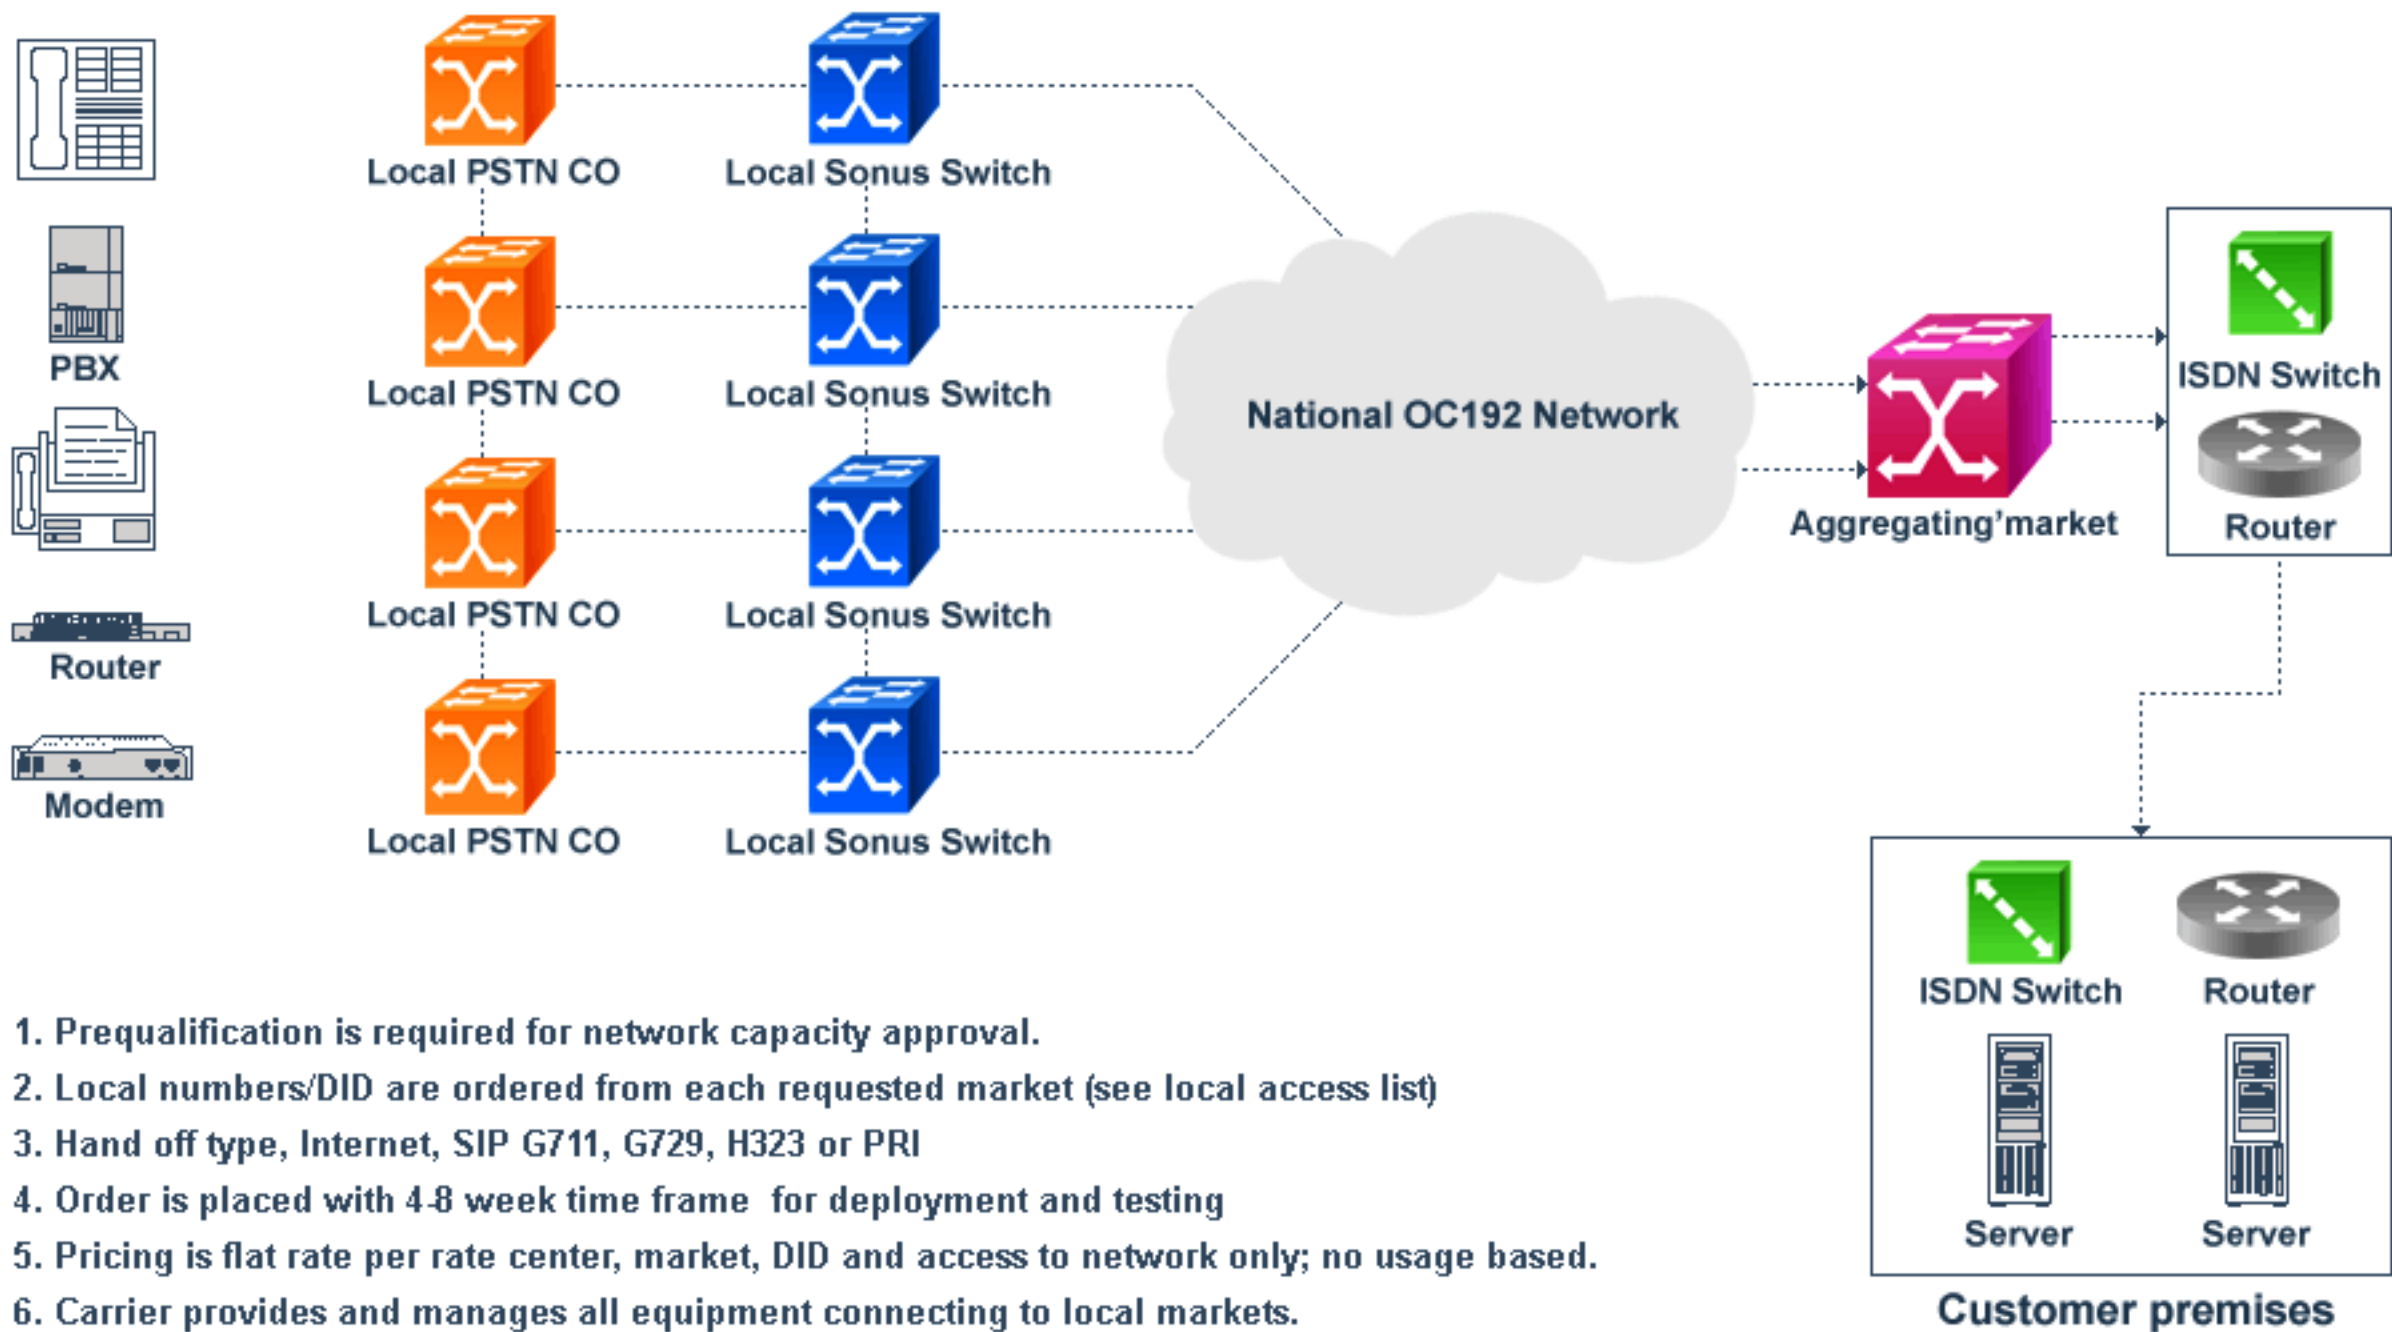 Local PSTN CO
Local Sonus Switch
PBX
Local PSTN CO
Local Sonus Switch
National OC192 Network
ISDN Switch
Aggregating’market
Router
Local PSTN CO
Local Sonus Switch
Router
Modem
Local PSTN CO
Local Sonus Switch
ISDN Switch
Router
Server
Server
Customer premises
1. Prequalification is required for network capacity approval.
2. Local numbers/DID are ordered from each requested market (see local access list)
3. Hand off type, Internet, SIP G711, G729, H323 or PRI
4. Order is placed with 4-8 week time frame  for deployment and testing
5. Pricing is flat rate per rate center, market, DID and access to network only; no usage based.
6. Carrier provides and manages all equipment connecting to local markets.